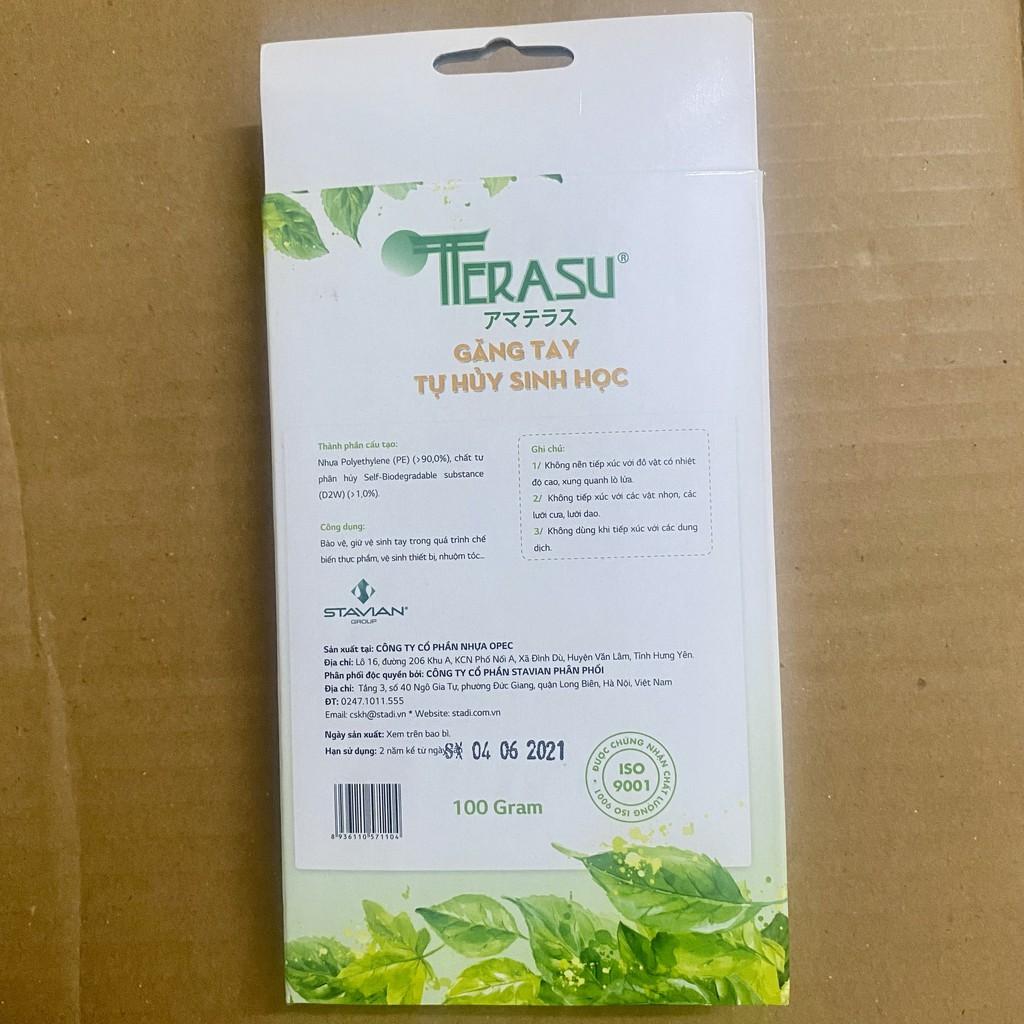 TERASU®
アマテラス
GĂNG TAY
TỰ HỦY SINH HỌC
Thành phần cấu tạo:
Nhựa Polyethylene (PE) (>90,0%), chất tự
phân hủy Self-Biodegradable substance
(D2W) (>1,0%).
Công dụng:
Bảo vệ, giữ vệ sinh tay trong quá trình chế
biến thực phẩm, vệ sinh thiết bị, nhuộm tóc...
Ghi chú:
1/ Không nên tiếp xúc với đồ vật có nhiệt
độ cao, xung quanh lò lửa.
2/ Không tiếp xúc với các vật nhọn, các
lưỡi cưa, lưỡi dao.
3/ Không dùng khi tiếp xúc với các dung
dịch.
STAVIAN®
GROUP
Sản xuất tại: CÔNG TY CỔ PHẦN NHỰA OPEC
Địa chỉ: Lô 16, đường 206 Khu A, KCN Phố Nối A, Xã Đình Dù, Huyện Văn Lâm, Tỉnh Hưng Yên.
Phân phối độc quyền bởi: CÔNG TY CỔ PHẦN STAVIAN PHÂN PHỐI
Địa chỉ: Tầng 3, số 40 Ngô Gia Tự, phường Đức Giang, quận Long Biên, Hà Nội, Việt Nam
ĐT: 0247.1011.555
Email: cskh@stadi.vn * Website: stadi.com.vn
Ngày sản xuất: Xem trên bao bì.
Hạn sử dụng: 2 năm kể từ ngày SX 04 06 2021
ĐƯỢC CHỨNG NHẬN CHẤT LƯỢNG ISO 9001
ISO
9001
100 Gram
8 936110 571104